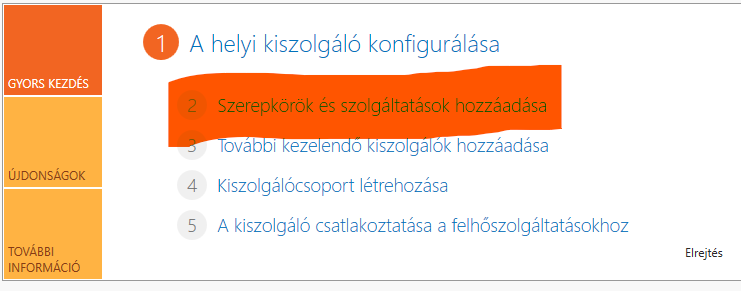 1 A helyi kiszolgáló konfigurálása
GYORS KEZDÉS
2 Szerepkörök és szolgáltatások hozzáadása
3 További kezelendő kiszolgálók hozzáadása
ÚJDONSÁGOK
4 Kiszolgálócsoport létrehozása
5 A kiszolgáló csatlakoztatása a felhőszolgáltatásokhoz
TOVÁBBI
INFORMÁCIÓ
Elrejtés